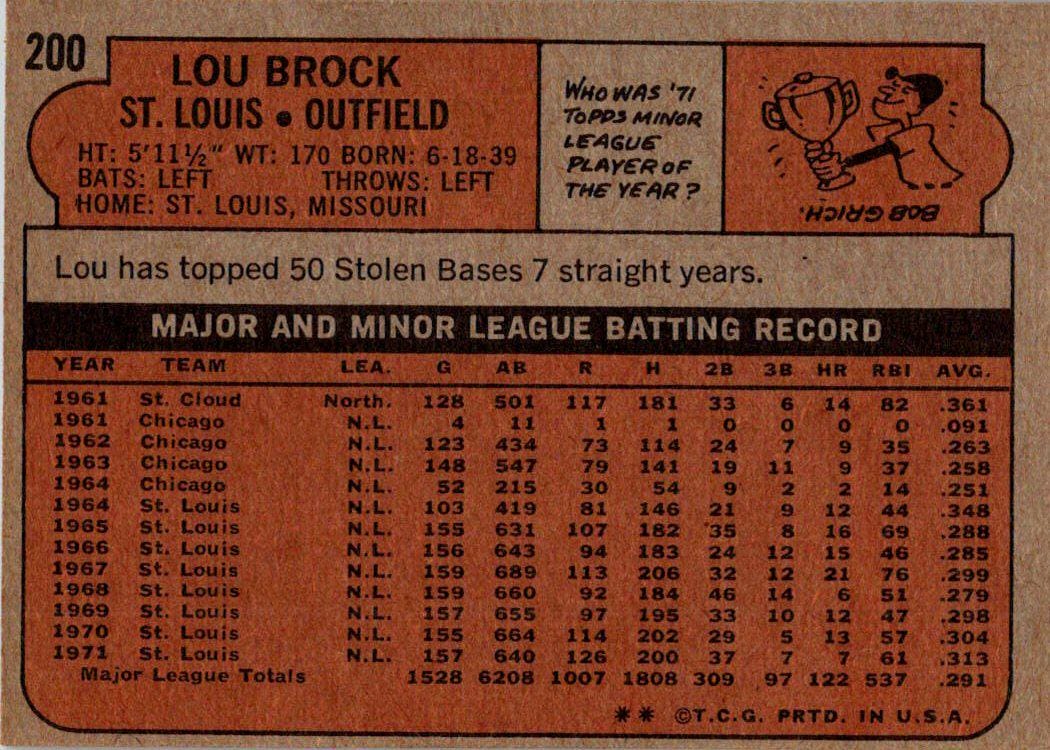 200
LOU BROCK
ST. LOUIS • OUTFIELD
HT: 5'11½" WT: 170 BORN: 6-18-39
BATS: LEFT THROWS: LEFT
HOME: ST. LOUIS, MISSOURI
WHO WAS '71
TOPPS MINOR
LEAGUE
PLAYER OF
THE YEAR?
BOB GRICH.
Lou has topped 50 Stolen Bases 7 straight years.
MAJOR AND MINOR LEAGUE BATTING RECORD
YEAR TEAM LEA. G AB R H 2B 3B HR RBI AVG.
1961 St. Cloud North. 128 501 117 181 33 6 14 82 .361
1961 Chicago N.L. 4 11 1 1 0 0 0 0 .091
1962 Chicago N.L. 123 434 73 114 24 7 9 35 .263
1963 Chicago N.L. 148 547 79 141 19 11 9 37 .258
1964 Chicago N.L. 52 215 30 54 9 2 2 14 .251
1964 St. Louis N.L. 103 419 81 146 21 9 12 44 .348
1965 St. Louis N.L. 155 631 107 182 35 8 16 69 .288
1966 St. Louis N.L. 156 643 94 183 24 12 15 46 .285
1967 St. Louis N.L. 159 689 113 206 32 12 21 76 .299
1968 St. Louis N.L. 159 660 92 184 46 14 6 51 .279
1969 St. Louis N.L. 157 655 97 195 33 10 12 47 .298
1970 St. Louis N.L. 155 664 114 202 29 5 13 57 .304
1971 St. Louis N.L. 157 640 126 200 37 7 7 61 .313
Major League Totals 1528 6208 1007 1808 309 97 122 537 .291
** ©T.C.G. PRTD. IN U.S.A.